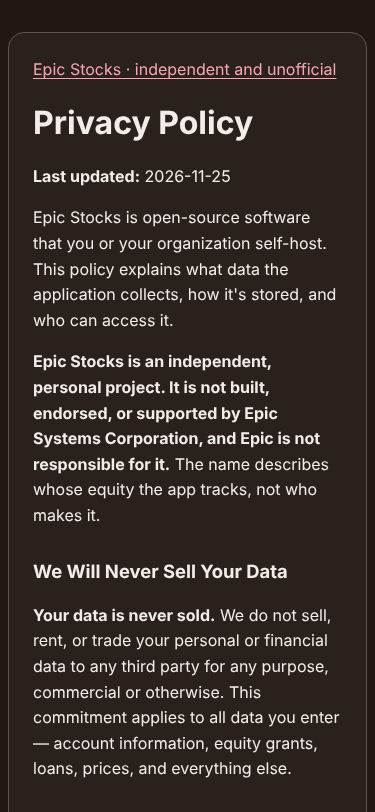 Epic Stocks · independent and unofficial
Privacy Policy
Last updated: 2026-11-25
Epic Stocks is open-source software
that you or your organization self-host.
This policy explains what data the
application collects, how it's stored, and
who can access it.
Epic Stocks is an independent,
personal project. It is not built,
endorsed, or supported by Epic
Systems Corporation, and Epic is not
responsible for it. The name describes
whose equity the app tracks, not who
makes it.
We Will Never Sell Your Data
Your data is never sold. We do not sell,
rent, or trade your personal or financial
data to any third party for any purpose,
commercial or otherwise. This
commitment applies to all data you enter
— account information, equity grants,
loans, prices, and everything else.